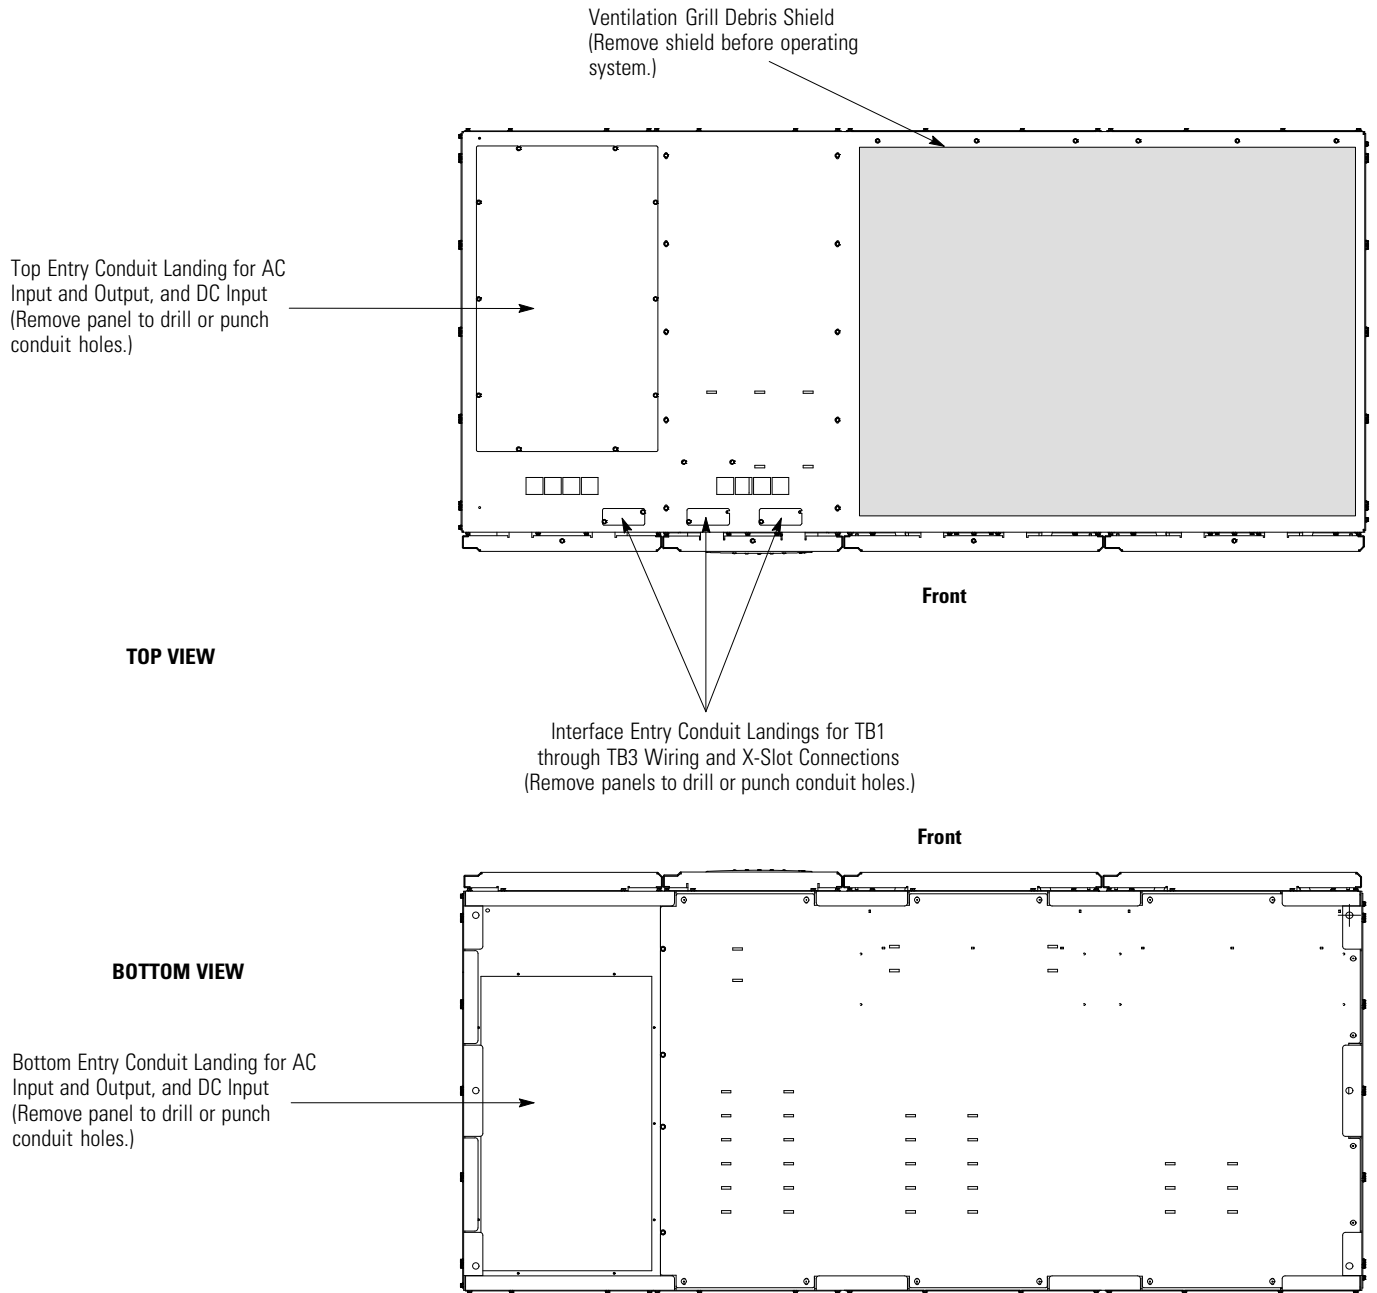 Ventilation Grill Debris Shield
(Remove shield before operating
system.)
Top Entry Conduit Landing for AC
Input and Output, and DC Input
(Remove panel to drill or punch
conduit holes.)
Front
TOP VIEW
Interface Entry Conduit Landings for TB1
through TB3 Wiring and X-Slot Connections
(Remove panels to drill or punch conduit holes.)
Front
BOTTOM VIEW
Bottom Entry Conduit Landing for AC
Input and Output, and DC Input
(Remove panel to drill or punch
conduit holes.)